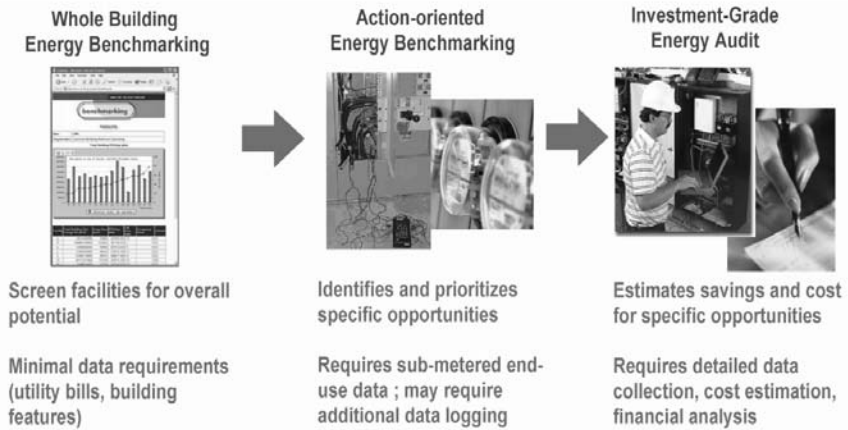 Whole Building
Energy Benchmarking
benchmarking
Screen facilities for overall
potential
Minimal data requirements
(utility bills, building
features)
Action-oriented
Energy Benchmarking
Identifies and prioritizes
specific opportunities
Requires sub-metered end-
use data ; may require
additional data logging
Investment-Grade
Energy Audit
Estimates savings and cost
for specific opportunities
Requires detailed data
collection, cost estimation,
financial analysis